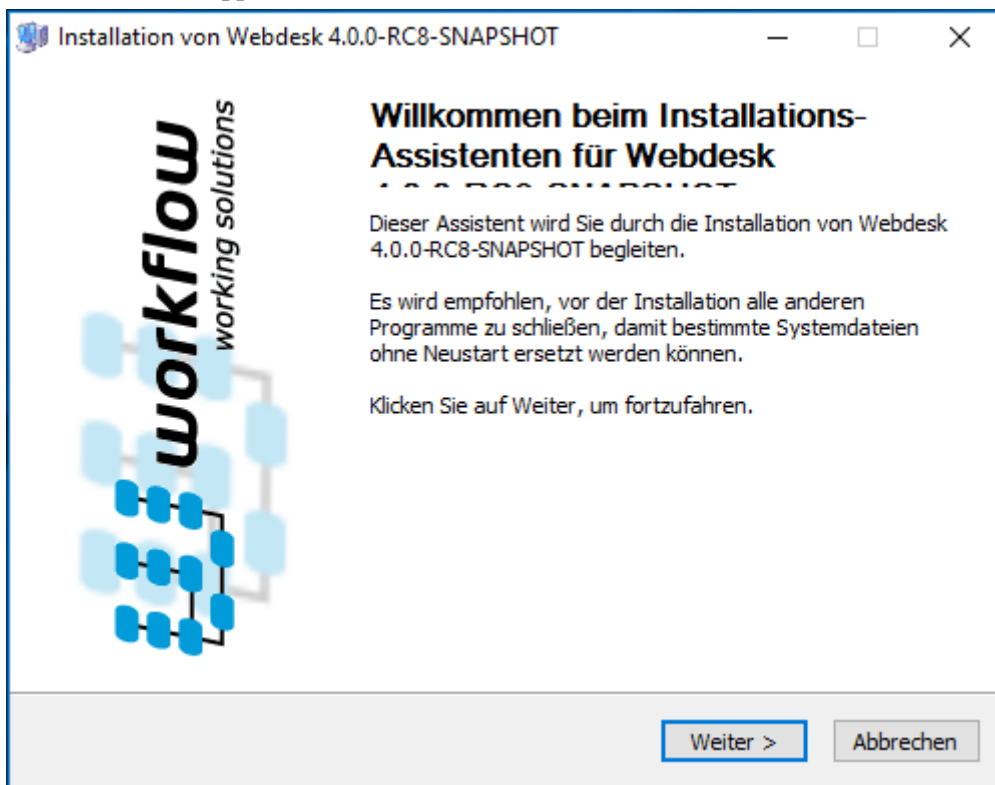 Installation von Webdesk 4.0.0-RC8-SNAPSHOT
workflow
working solutions
Willkommen beim Installations-
Assistenten für Webdesk
Dieser Assistent wird Sie durch die Installation von Webdesk
4.0.0-RC8-SNAPSHOT begleiten.
Es wird empfohlen, vor der Installation alle anderen
Programme zu schließen, damit bestimmte Systemdateien
ohne Neustart ersetzt werden können.
Klicken Sie auf Weiter, um fortzufahren.
Weiter >
Abbrechen